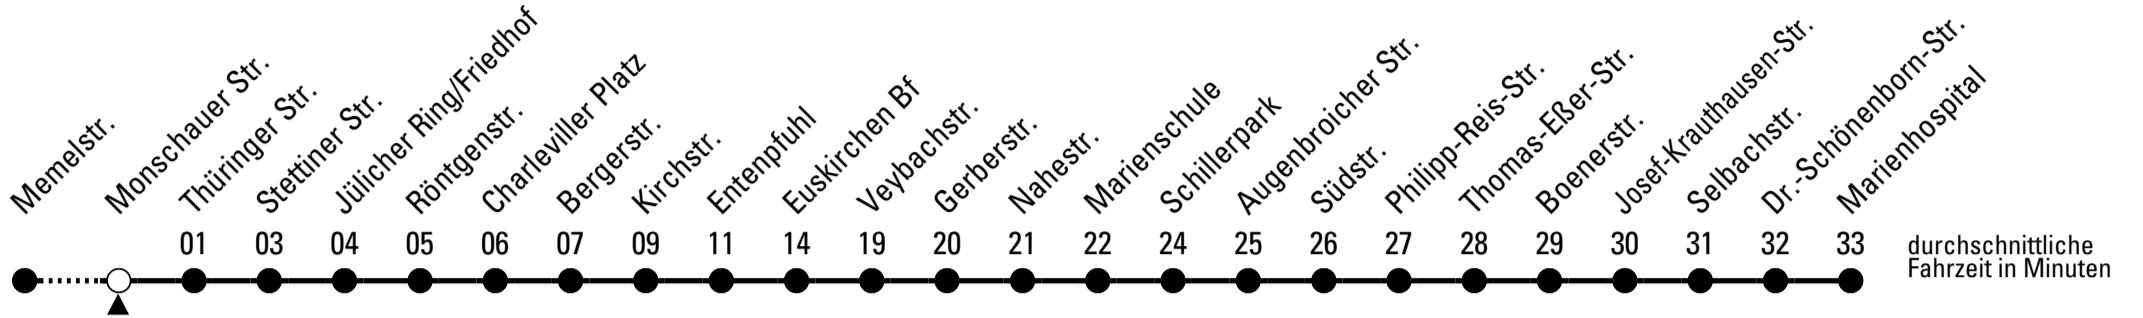 Memelstr.
Monschauer Str.
Thüringer Str.
Stettiner Str.
Jülicher Ring/Friedhof
Röntgenstr.
Charleviller Platz
Bergerstr.
Kirchstr.
Entenpfuhl
Euskirchen Bf
Veybachstr.
Gerberstr.
Nahestr.
Marienschule
Schillerpark
Augenbroicher Str.
Südstr.
Philipp-Reis-Str.
Thomas-Eßer-Str.
Boenerstr.
Josef-Krauthausen-Str.
Selbachstr.
Dr.-Schönenborn-Str.
Marienhospital
01 03 04 05 06 07 09 11 14 19 20 21 22 24 25 26 27 28 29 30 31 32 33
durchschnittliche
Fahrzeit in Minuten